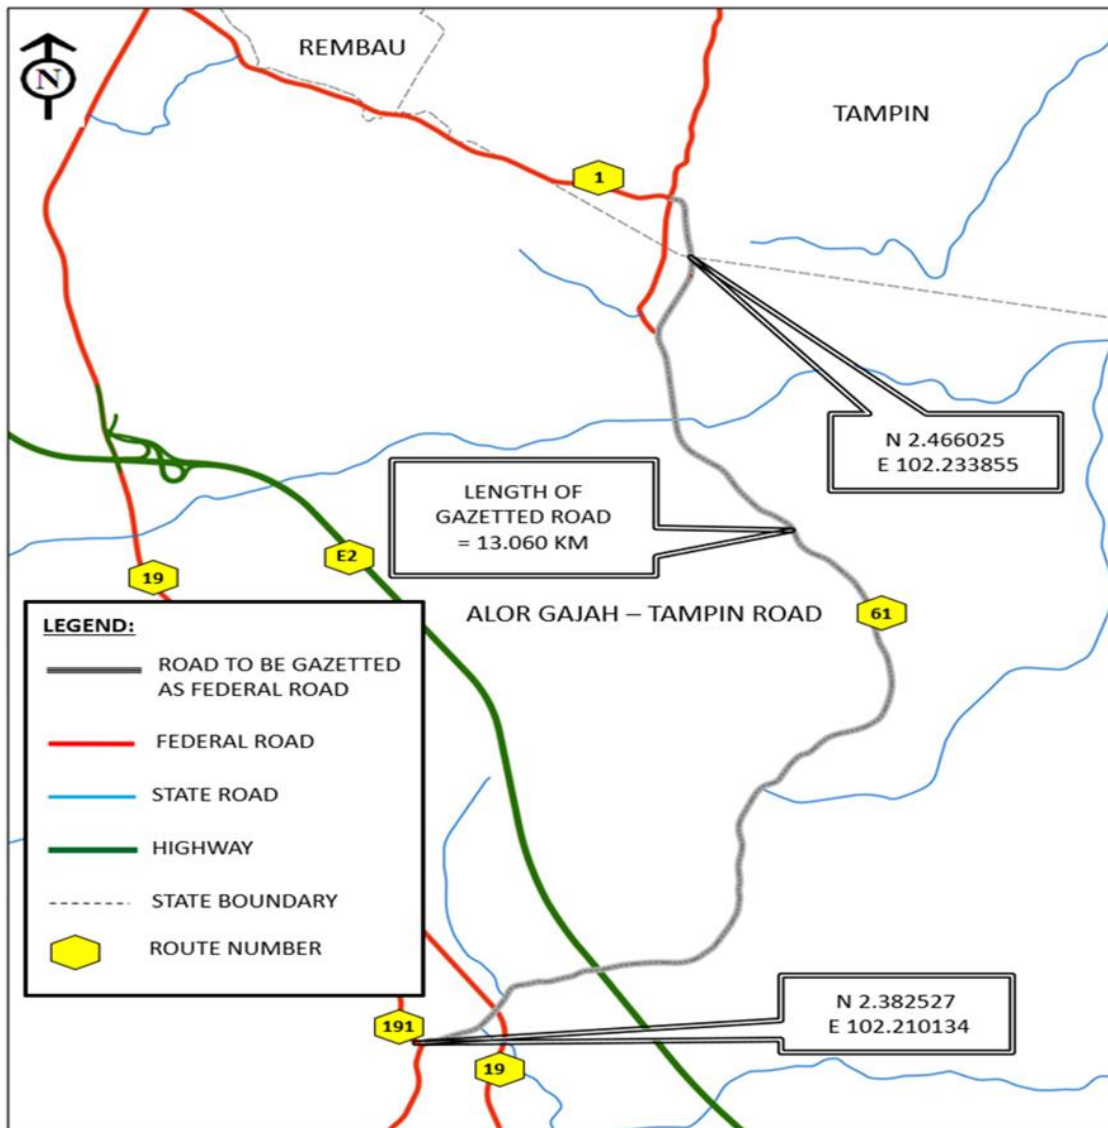 N
REMBAU
TAMPIN
1
N 2.466025
E 102.233855
LENGTH OF
GAZETTED ROAD
= 13.060 KM
E2
19
ALOR GAJAH – TAMPIN ROAD
61
LEGEND:
ROAD TO BE GAZETTED
AS FEDERAL ROAD
FEDERAL ROAD
STATE ROAD
HIGHWAY
STATE BOUNDARY
ROUTE NUMBER
N 2.382527
E 102.210134
191
19